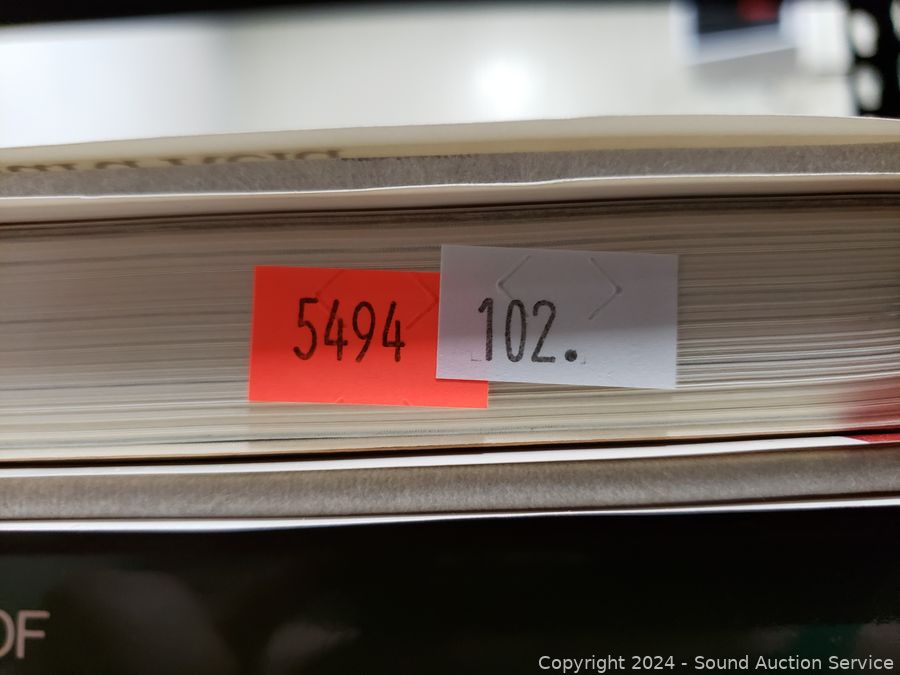 5494
102.
OF
Copyright 2024 - Sound Auction Service